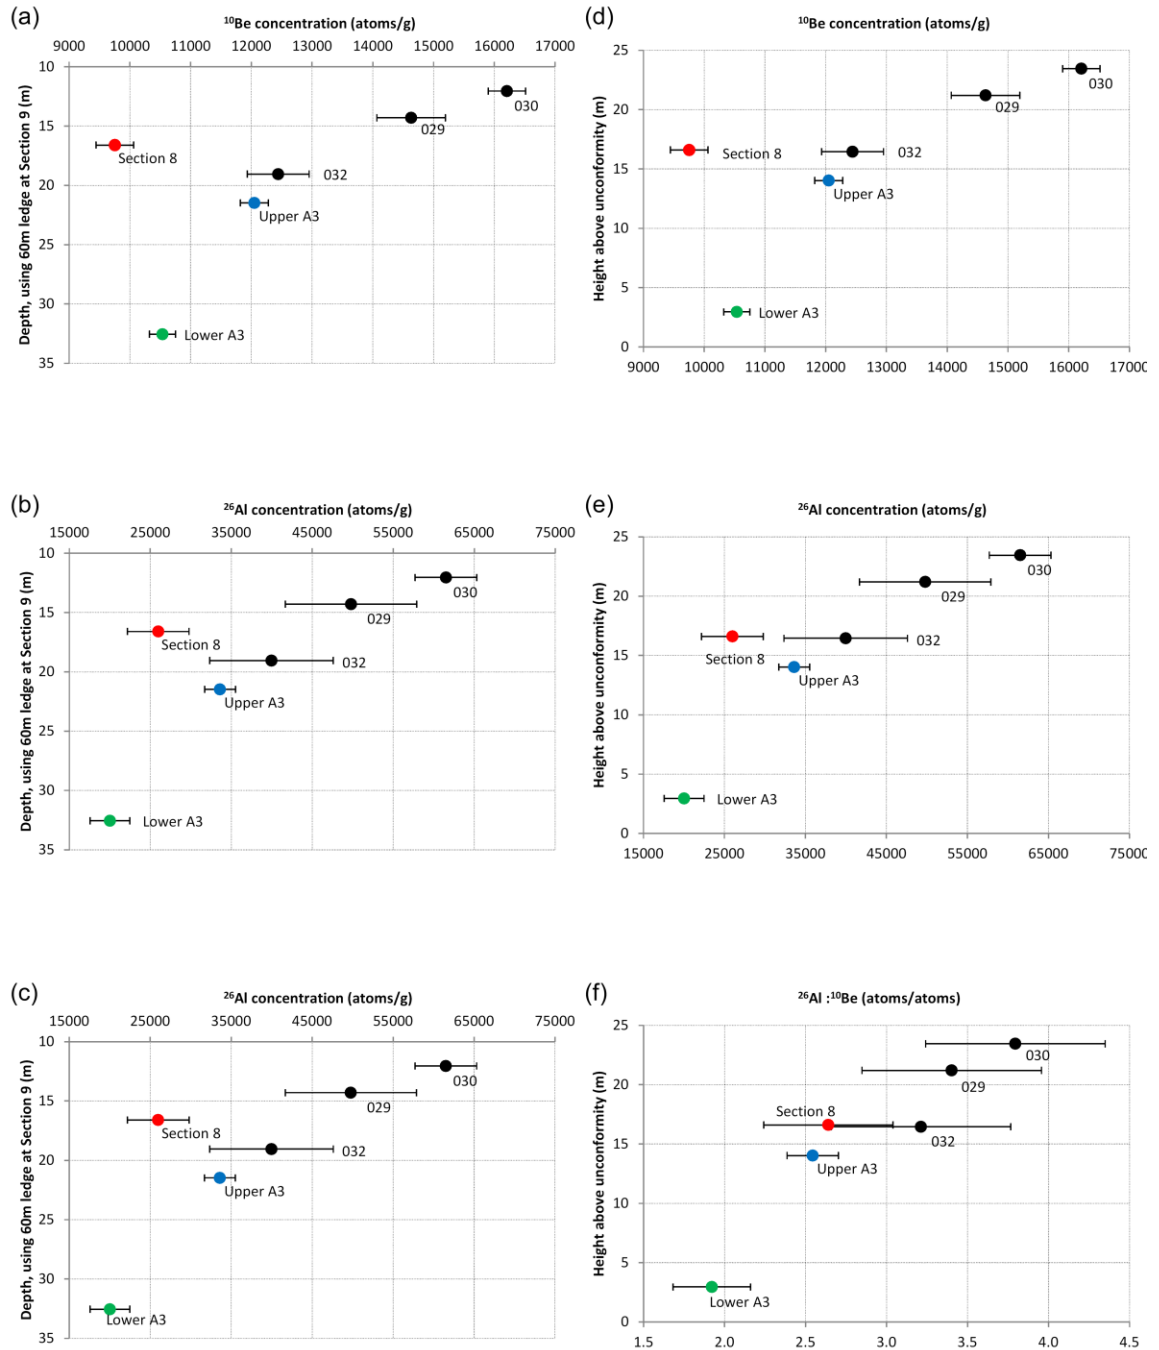 (a)
¹⁰Be concentration (atoms/g)
9000 10000 11000 12000 13000 14000 15000 16000 17000
Depth, using 60m ledge at Section 9 (m)
10
15
20
25
30
35
030
029
Section 8
032
Upper A3
Lower A3
(d)
¹⁰Be concentration (atoms/g)
Height above unconformity (m)
25
20
15
10
5
0
030
029
Section 8
032
Upper A3
Lower A3
9000 10000 11000 12000 13000 14000 15000 16000 17000
(b)
²⁶Al concentration (atoms/g)
15000 25000 35000 45000 55000 65000 75000
Depth, using 60m ledge at Section 9 (m)
10
15
20
25
30
35
030
029
Section 8
032
Upper A3
Lower A3
(e)
²⁶Al concentration (atoms/g)
Height above unconformity (m)
25
20
15
10
5
0
030
029
Section 8
032
Upper A3
Lower A3
15000 25000 35000 45000 55000 65000 75000
(c)
²⁶Al concentration (atoms/g)
15000 25000 35000 45000 55000 65000 75000
Depth, using 60m ledge at Section 9 (m)
10
15
20
25
30
35
030
029
Section 8
032
Upper A3
Lower A3
(f)
²⁶Al :¹⁰Be (atoms/atoms)
Height above unconformity (m)
25
20
15
10
5
0
030
029
Section 8
032
Upper A3
Lower A3
1.5 2.0 2.5 3.0 3.5 4.0 4.5